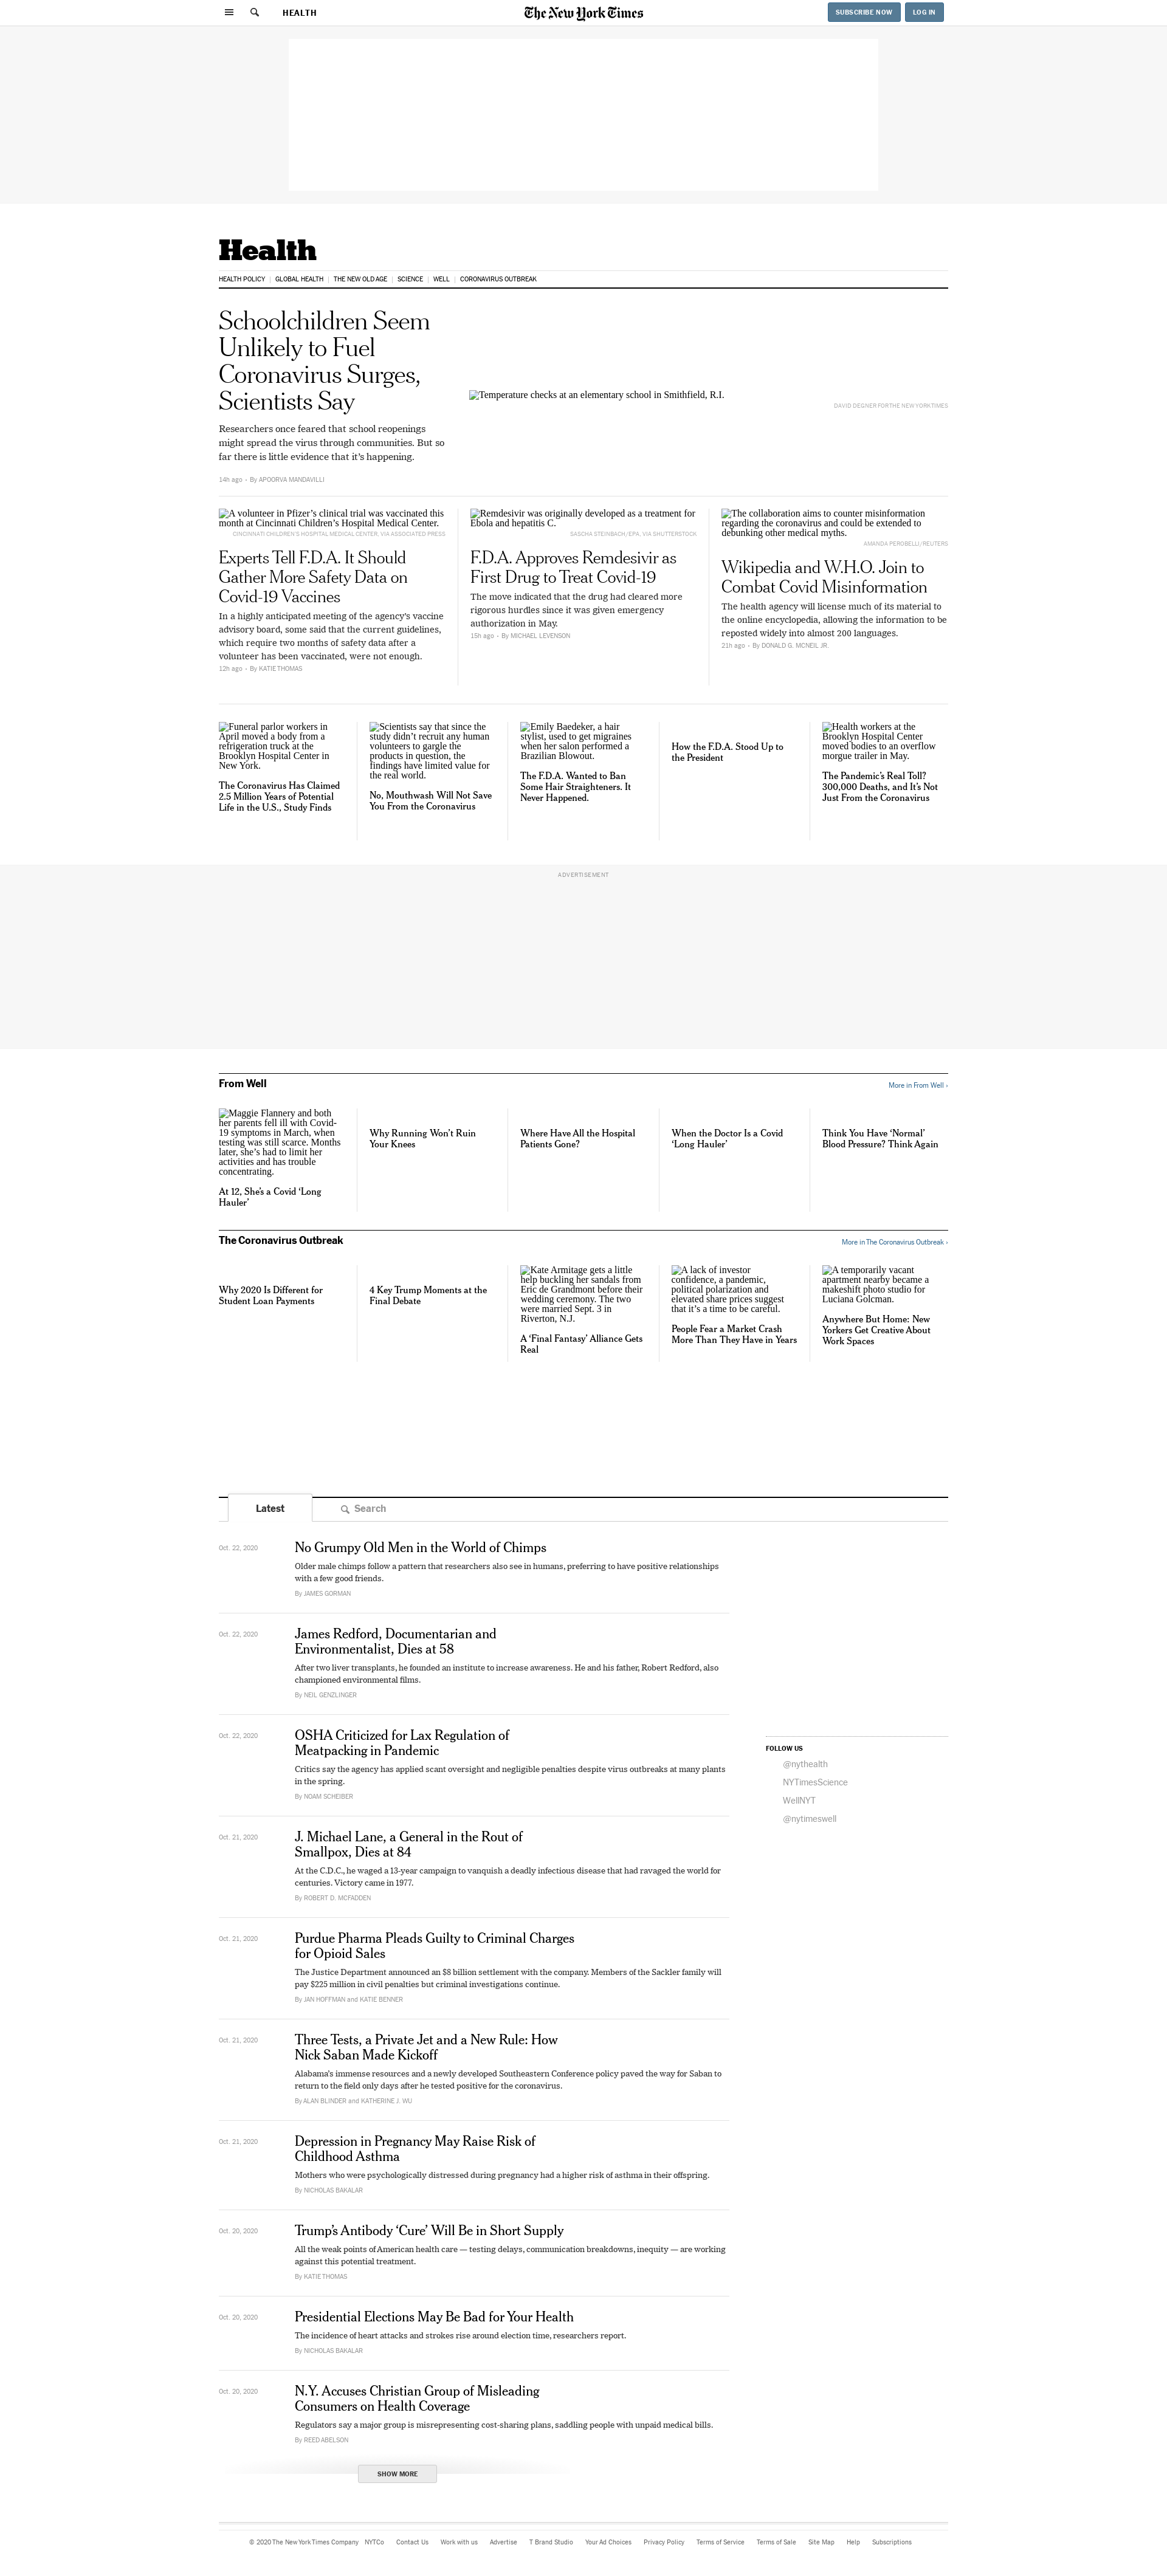 HEALTH
The New York Times
SUBSCRIBE NOW
LOG IN
Health
HEALTH POLICY | GLOBAL HEALTH | THE NEW OLD AGE | SCIENCE | WELL | CORONAVIRUS OUTBREAK
Schoolchildren Seem
Unlikely to Fuel
Coronavirus Surges,
Scientists Say
Researchers once feared that school reopenings
might spread the virus through communities. But so
far there is little evidence that it's happening.
14h ago • By APOORVA MANDAVILLI
Temperature checks at an elementary school in Smithfield, R.I.
DAVID DEGNER FOR THE NEW YORK TIMES
A volunteer in Pfizer's clinical trial was vaccinated this
month at Cincinnati Children's Hospital Medical Center.
CINCINNATI CHILDREN'S HOSPITAL MEDICAL CENTER, VIA ASSOCIATED PRESS
Experts Tell F.D.A. It Should
Gather More Safety Data on
Covid-19 Vaccines
In a highly anticipated meeting of the agency's vaccine
advisory board, some said that the current guidelines,
which require two months of safety data after a
volunteer has been vaccinated, were not enough.
12h ago • By KATIE THOMAS
Remdesivir was originally developed as a treatment for
Ebola and hepatitis C.
SASCHA STEINBACH/EPA, VIA SHUTTERSTOCK
F.D.A. Approves Remdesivir as
First Drug to Treat Covid-19
The move indicated that the drug had cleared more
rigorous hurdles since it was given emergency
authorization in May.
15h ago • By MICHAEL LEVENSON
The collaboration aims to counter misinformation
regarding the coronavirus and could be extended to
debunking other medical myths.
AMANDA PEROBELLI/REUTERS
Wikipedia and W.H.O. Join to
Combat Covid Misinformation
The health agency will license much of its material to
the online encyclopedia, allowing the information to be
reposted widely into almost 200 languages.
21h ago • By DONALD G. MCNEIL JR.
Funeral parlor workers in
April moved a body from a
refrigeration truck at the
Brooklyn Hospital Center in
New York.
The Coronavirus Has Claimed
2.5 Million Years of Potential
Life in the U.S., Study Finds
Scientists say that since the
study didn't recruit any human
volunteers to gargle the
products in question, the
findings have limited value for
the real world.
No, Mouthwash Will Not Save
You From the Coronavirus
Emily Baedeker, a hair
stylist, used to get migraines
when her salon performed a
Brazilian Blowout.
The F.D.A. Wanted to Ban
Some Hair Straighteners. It
Never Happened.
How the F.D.A. Stood Up to
the President
Health workers at the
Brooklyn Hospital Center
moved bodies to an overflow
morgue trailer in May.
The Pandemic's Real Toll?
300,000 Deaths, and It's Not
Just From the Coronavirus
ADVERTISEMENT
From Well
More in From Well ›
Maggie Flannery and both
her parents fell ill with Covid-
19 symptoms in March, when
testing was still scarce. Months
later, she's had to limit her
activities and has trouble
concentrating.
At 12, She's a Covid 'Long
Hauler'
Why Running Won't Ruin
Your Knees
Where Have All the Hospital
Patients Gone?
When the Doctor Is a Covid
'Long Hauler'
Think You Have 'Normal'
Blood Pressure? Think Again
The Coronavirus Outbreak
More in The Coronavirus Outbreak ›
Why 2020 Is Different for
Student Loan Payments
4 Key Trump Moments at the
Final Debate
Kate Armitage gets a little
help buckling her sandals from
Eric de Grandmont before their
wedding ceremony. The two
were married Sept. 3 in
Riverton, N.J.
A 'Final Fantasy' Alliance Gets
Real
A lack of investor
confidence, a pandemic,
political polarization and
elevated share prices suggest
that it's a time to be careful.
People Fear a Market Crash
More Than They Have in Years
A temporarily vacant
apartment nearby became a
makeshift photo studio for
Luciana Golcman.
Anywhere But Home: New
Yorkers Get Creative About
Work Spaces
Latest
Search
Oct. 22, 2020
No Grumpy Old Men in the World of Chimps
Older male chimps follow a pattern that researchers also see in humans, preferring to have positive relationships
with a few good friends.
By JAMES GORMAN
Oct. 22, 2020
James Redford, Documentarian and
Environmentalist, Dies at 58
After two liver transplants, he founded an institute to increase awareness. He and his father, Robert Redford, also
championed environmental films.
By NEIL GENZLINGER
Oct. 22, 2020
OSHA Criticized for Lax Regulation of
Meatpacking in Pandemic
Critics say the agency has applied scant oversight and negligible penalties despite virus outbreaks at many plants
in the spring.
By NOAM SCHEIBER
Oct. 21, 2020
J. Michael Lane, a General in the Rout of
Smallpox, Dies at 84
At the C.D.C., he waged a 13-year campaign to vanquish a deadly infectious disease that had ravaged the world for
centuries. Victory came in 1977.
By ROBERT D. MCFADDEN
Oct. 21, 2020
Purdue Pharma Pleads Guilty to Criminal Charges
for Opioid Sales
The Justice Department announced an $8 billion settlement with the company. Members of the Sackler family will
pay $225 million in civil penalties but criminal investigations continue.
By JAN HOFFMAN and KATIE BENNER
Oct. 21, 2020
Three Tests, a Private Jet and a New Rule: How
Nick Saban Made Kickoff
Alabama's immense resources and a newly developed Southeastern Conference policy paved the way for Saban to
return to the field only days after he tested positive for the coronavirus.
By ALAN BLINDER and KATHERINE J. WU
Oct. 21, 2020
Depression in Pregnancy May Raise Risk of
Childhood Asthma
Mothers who were psychologically distressed during pregnancy had a higher risk of asthma in their offspring.
By NICHOLAS BAKALAR
Oct. 20, 2020
Trump's Antibody 'Cure' Will Be in Short Supply
All the weak points of American health care — testing delays, communication breakdowns, inequity — are working
against this potential treatment.
By KATIE THOMAS
Oct. 20, 2020
Presidential Elections May Be Bad for Your Health
The incidence of heart attacks and strokes rise around election time, researchers report.
By NICHOLAS BAKALAR
Oct. 20, 2020
N.Y. Accuses Christian Group of Misleading
Consumers on Health Coverage
Regulators say a major group is misrepresenting cost-sharing plans, saddling people with unpaid medical bills.
By REED ABELSON
SHOW MORE
FOLLOW US
@nythealth
NYTimesScience
WellNYT
@nytimeswell
© 2020 The New York Times Company NYTCo Contact Us Work with us Advertise T Brand Studio Your Ad Choices Privacy Policy Terms of Service Terms of Sale Site Map Help Subscriptions